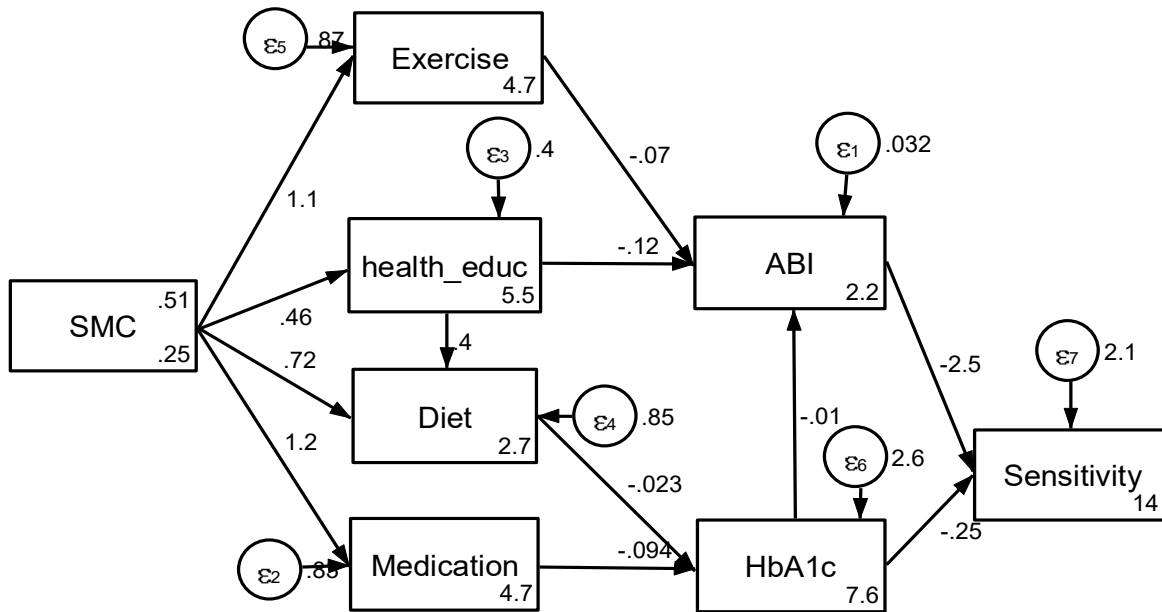 ε5
.87
Exercise
4.7
ε3
.4
ε1
.032
-.07
1.1
health_educ
5.5
-.12
ABI
2.2
.51
SMC
.25
.46
.4
ε7
2.1
.72
-2.5
Diet
2.7
ε4
.85
-.01
ε6
2.6
1.2
Sensitivity
14
-.023
-.25
ε2
.83
Medication
4.7
-.094
HbA1c
7.6